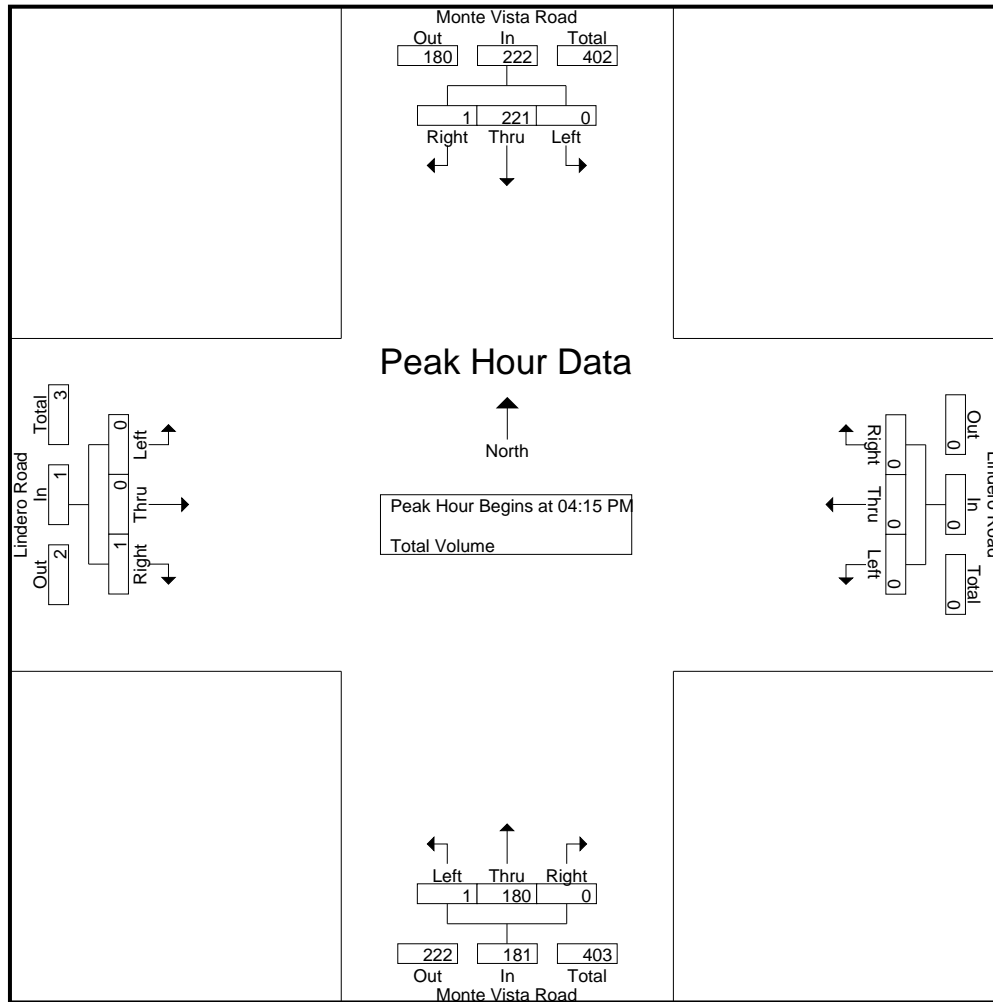 Monte Vista Road
Out In Total
180 222 402
1 221 0
Right Thru Left
Peak Hour Data
North
Peak Hour Begins at 04:15 PM
Total Volume
Lindero Road
Total In Out
3 1 2
0 0 1
Left Thru Right
Right Thru Left
0 0 0
Out In Total
0 0 0
Lindero Road
Left Thru Right
1 180 0
222 181 403
Out In Total
Monte Vista Road